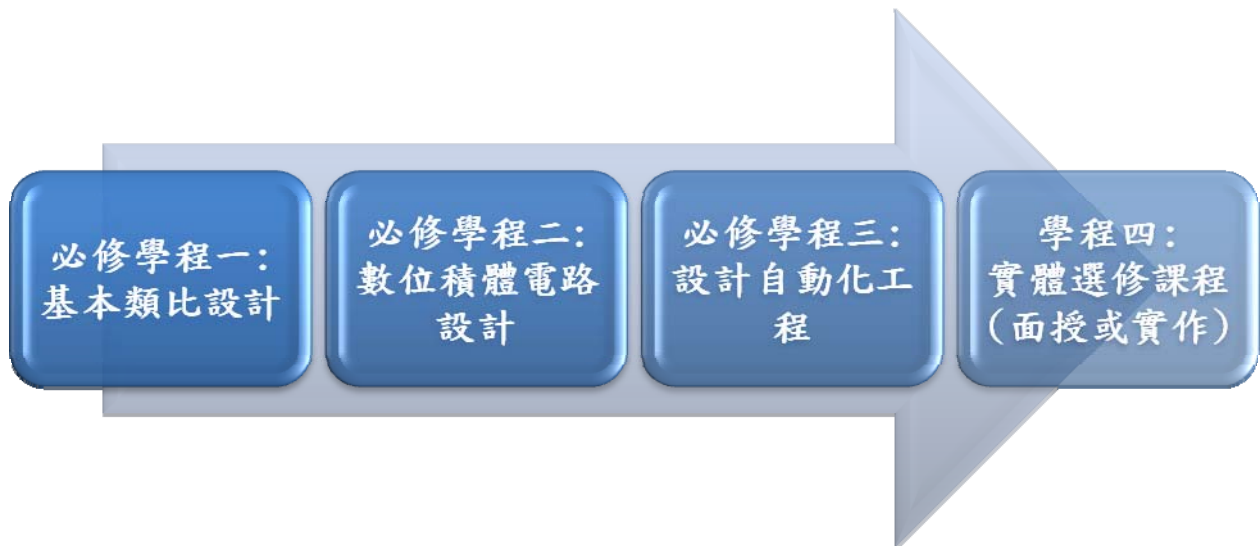 必修學程一：
基本類比設計
必修學程二：
數位積體電路
設計
必修學程三：
設計自動化工
程
學程四：
實體選修課程
（面授或實作）